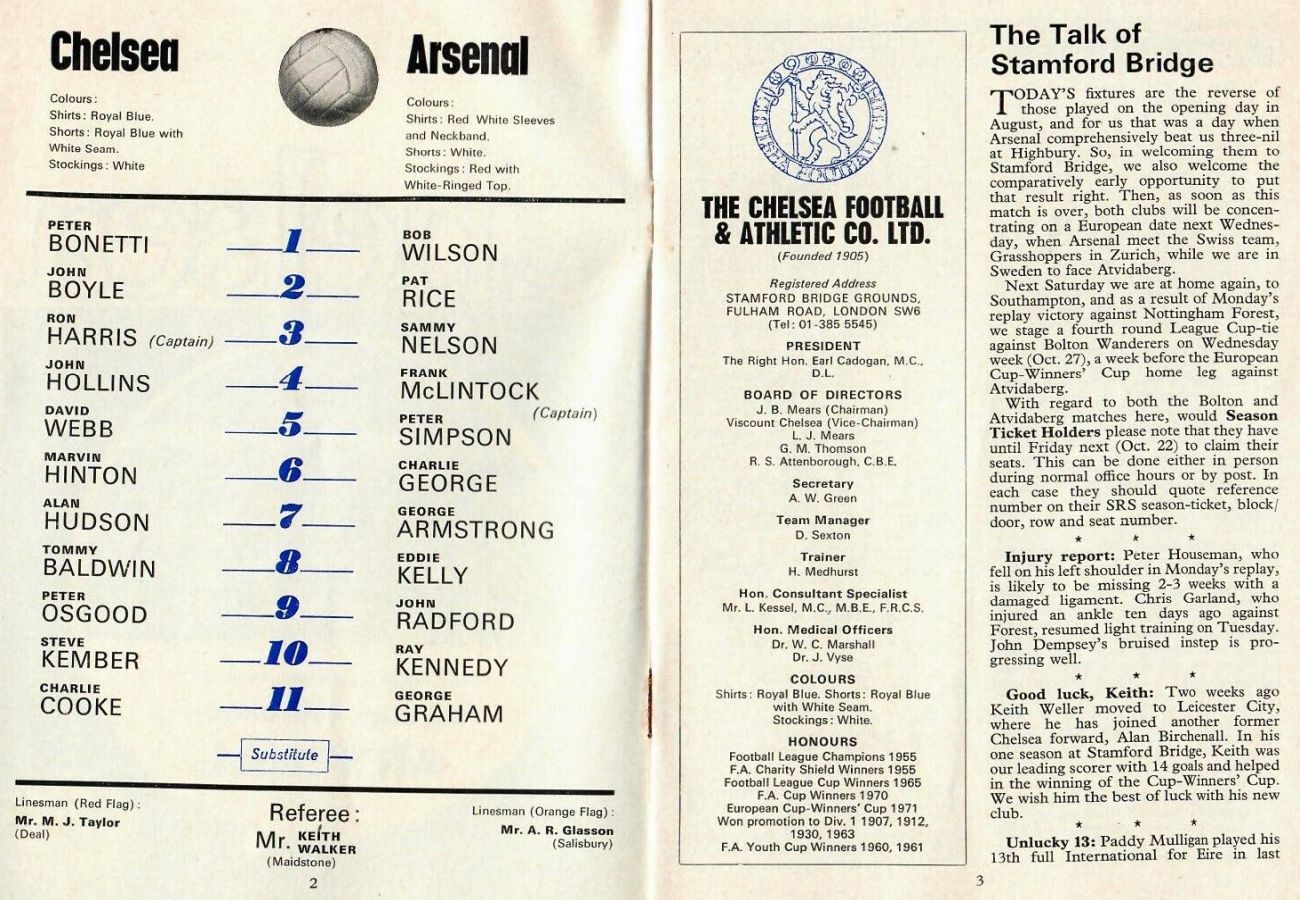 Chelsea
Colours:
Shirts: Royal Blue.
Shorts: Royal Blue with
White Seam.
Stockings: White
Arsenal
Colours:
Shirts: Red White Sleeves
and Neckband.
Shorts: White.
Stockings: Red with
White-Ringed Top.
PETER
BONETTI 1 BOB
WILSON
JOHN
BOYLE 2 PAT
RICE
RON
HARRIS (Captain) 3 SAMMY
NELSON
JOHN
HOLLINS 4 FRANK
McLINTOCK
(Captain)
DAVID
WEBB 5 PETER
SIMPSON
MARVIN
HINTON 6 CHARLIE
GEORGE
ALAN
HUDSON 7 GEORGE
ARMSTRONG
TOMMY
BALDWIN 8 EDDIE
KELLY
PETER
OSGOOD 9 JOHN
RADFORD
STEVE
KEMBER 10 RAY
KENNEDY
CHARLIE
COOKE 11 GEORGE
GRAHAM
Substitute
Linesman (Red Flag):
Mr. M. J. Taylor
(Deal)
Referee:
Mr. KEITH
WALKER
(Maidstone)
Linesman (Orange Flag):
Mr. A. R. Glasson
(Salisbury)
2
CHELSEA FOOTBALL
THE CHELSEA FOOTBALL
& ATHLETIC CO. LTD.
(Founded 1905)
Registered Address
STAMFORD BRIDGE GROUNDS,
FULHAM ROAD, LONDON SW6
(Tel: 01-385 5545)
PRESIDENT
The Right Hon. Earl Cadogan, M.C.,
D.L.
BOARD OF DIRECTORS
J. B. Mears (Chairman)
Viscount Chelsea (Vice-Chairman)
L. J. Mears
G. M. Thomson
R. S. Attenborough, C.B.E.
Secretary
A. W. Green
Team Manager
D. Sexton
Trainer
H. Medhurst
Hon. Consultant Specialist
Mr. L. Kessel, M.C., M.B.E., F.R.C.S.
Hon. Medical Officers
Dr. W. C. Marshall
Dr. J. Vyse
COLOURS
Shirts: Royal Blue. Shorts: Royal Blue
with White Seam.
Stockings: White.
HONOURS
Football League Champions 1955
F.A. Charity Shield Winners 1955
Football League Cup Winners 1965
F.A. Cup Winners 1970
European Cup-Winners' Cup 1971
Won promotion to Div. 1 1907, 1912,
1930, 1963
F.A. Youth Cup Winners 1960, 1961
The Talk of
Stamford Bridge
TODAY'S fixtures are the reverse of
those played on the opening day in
August, and for us that was a day when
Arsenal comprehensively beat us three-nil
at Highbury. So, in welcoming them to
Stamford Bridge, we also welcome the
comparatively early opportunity to put
that result right. Then, as soon as this
match is over, both clubs will be concen-
trating on a European date next Wednes-
day, when Arsenal meet the Swiss team,
Grasshoppers in Zurich, while we are in
Sweden to face Atvidaberg.
Next Saturday we are at home again, to
Southampton, and as a result of Monday's
replay victory against Nottingham Forest,
we stage a fourth round League Cup-tie
against Bolton Wanderers on Wednesday
week (Oct. 27), a week before the European
Cup-Winners' Cup home leg against
Atvidaberg.
With regard to both the Bolton and
Atvidaberg matches here, would Season
Ticket Holders please note that they have
until Friday next (Oct. 22) to claim their
seats. This can be done either in person
during normal office hours or by post. In
each case they should quote reference
number on their SRS season-ticket, block/
door, row and seat number.
* * *
Injury report: Peter Houseman, who
fell on his left shoulder in Monday's replay,
is likely to be missing 2-3 weeks with a
damaged ligament. Chris Garland, who
injured an ankle ten days ago against
Forest, resumed light training on Tuesday.
John Dempsey's bruised instep is pro-
gressing well.
* * *
Good luck, Keith: Two weeks ago
Keith Weller moved to Leicester City,
where he has joined another former
Chelsea forward, Alan Birchenall. In his
one season at Stamford Bridge, Keith was
our leading scorer with 14 goals and helped
in the winning of the Cup-Winners' Cup.
We wish him the best of luck with his new
club.
* * *
Unlucky 13: Paddy Mulligan played his
13th full International for Eire in last
3